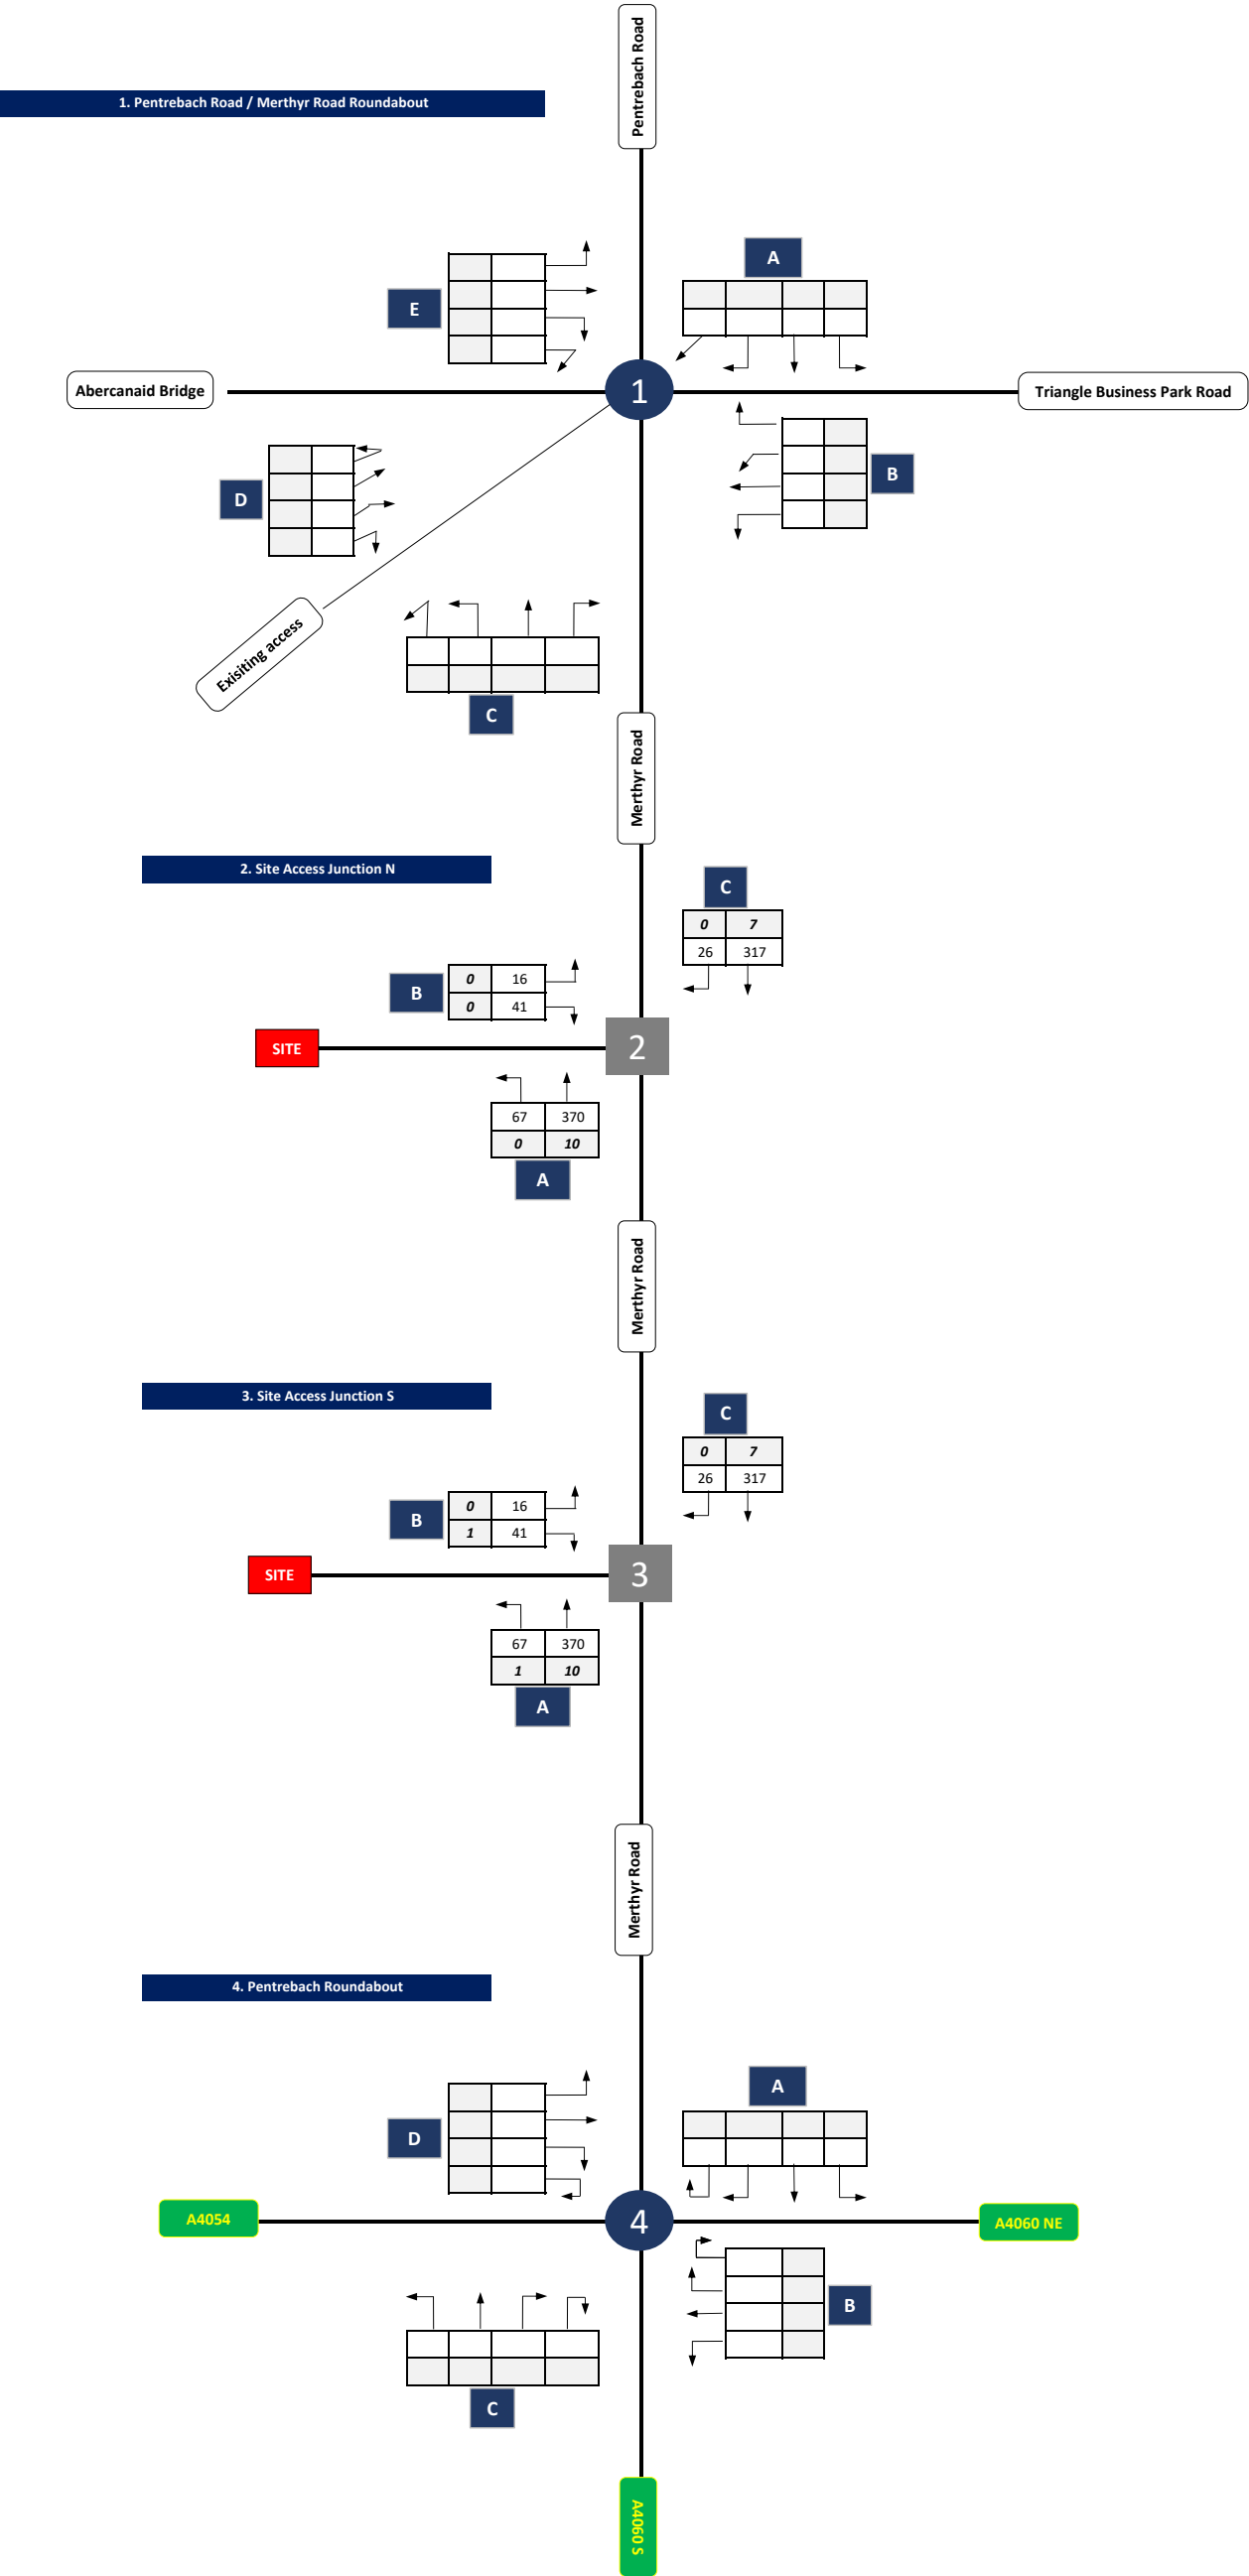 Pentrebach Road
1. Pentrebach Road / Merthyr Road Roundabout
A
E
Abercanaid Bridge
1
Triangle Business Park Road
B
D
Exisiting access
C
Merthyr Road
2. Site Access Junction N
C
0 7
26 317
B
0 16
0 41
SITE
2
67 370
0 10
A
Merthyr Road
3. Site Access Junction S
C
0 7
26 317
B
0 16
1 41
SITE
3
67 370
1 10
A
Merthyr Road
4. Pentrebach Roundabout
A
D
A4054
4
A4060 NE
B
C
A4060 S